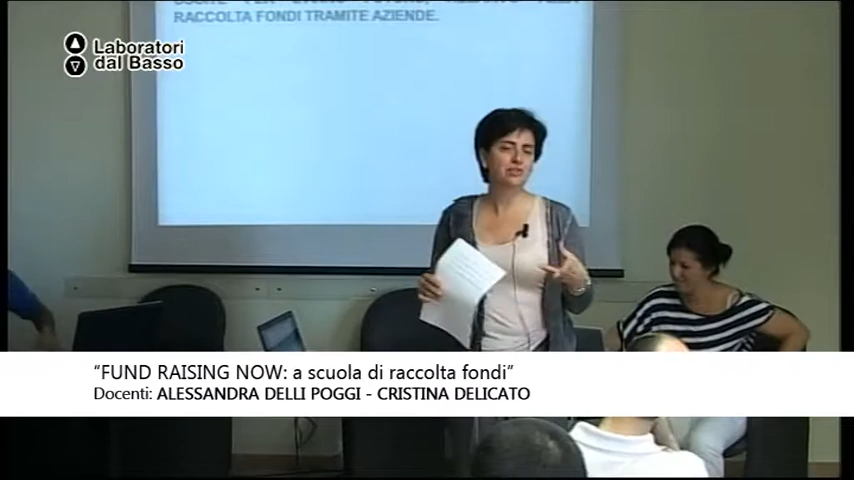 RACCOLTA FONDI TRAMITE AZIENDE.
Laboratori
dal Basso
“FUND RAISING NOW: a scuola di raccolta fondi”
Docenti: ALESSANDRA DELLI POGGI - CRISTINA DELICATO